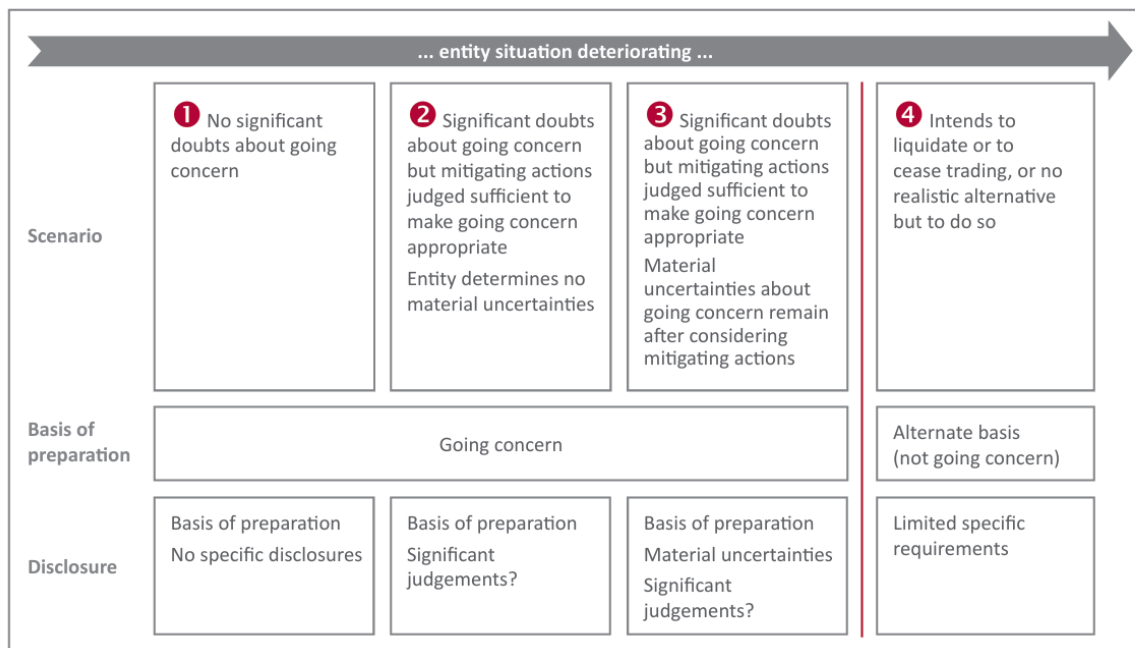 ... entity situation deteriorating ...
Scenario
❶ No significant
doubts about going
concern
❷ Significant doubts
about going concern
but mitigating actions
judged sufficient to
make going concern
appropriate
Entity determines no
material uncertainties
❸ Significant doubts
about going concern
but mitigating actions
judged sufficient to
make going concern
appropriate
Material
uncertainties about
going concern remain
after considering
mitigating actions
❹ Intends to
liquidate or to
cease trading, or no
realistic alternative
but to do so
Basis of
preparation
Going concern
Alternate basis
(not going concern)
Disclosure
Basis of preparation
No specific disclosures
Basis of preparation
Significant
judgements?
Basis of preparation
Material uncertainties
Significant
judgements?
Limited specific
requirements